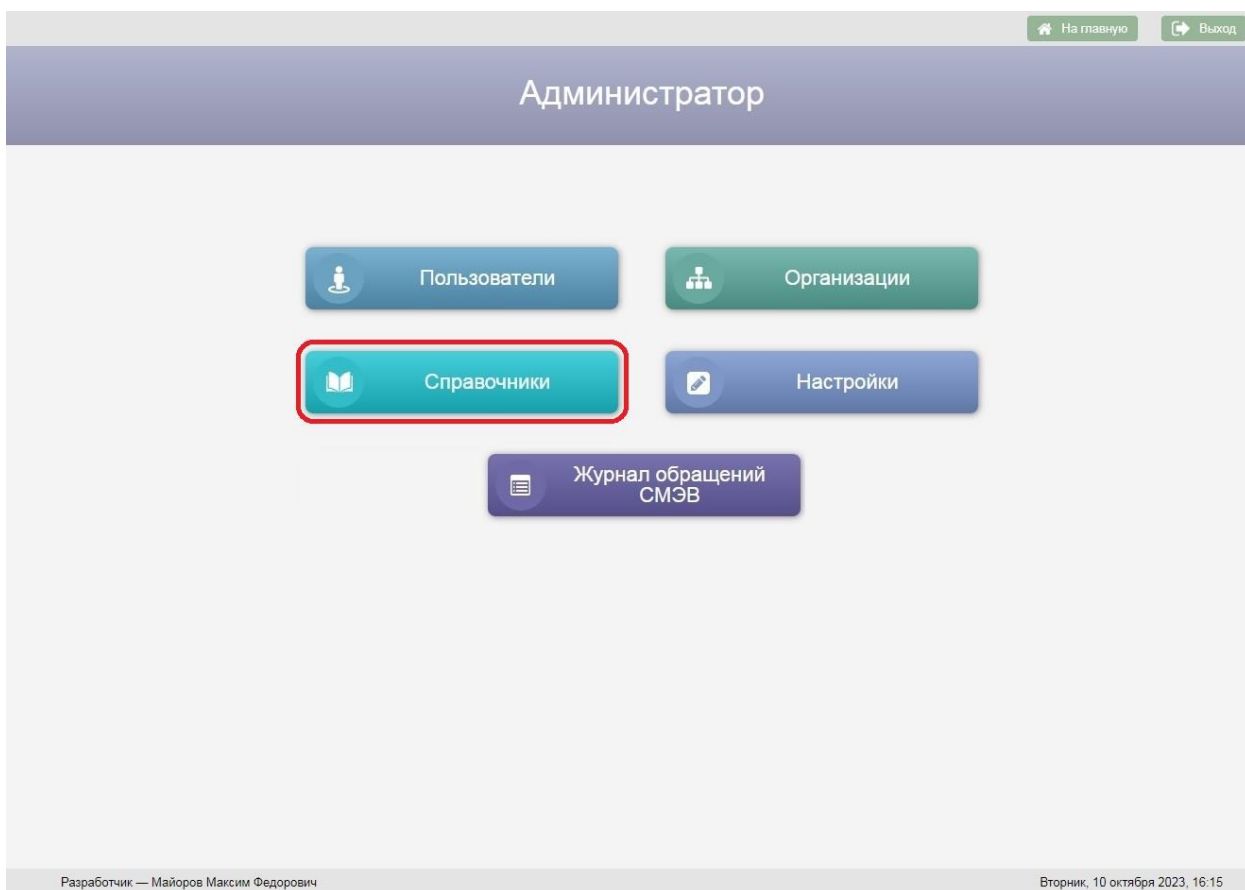 На главную
Выход
Администратор
Пользователи
Организации
Справочники
Настройки
Журнал обращений
СМЭВ
Разработчик — Майоров Максим Федорович
Вторник, 10 октября 2023, 16:15